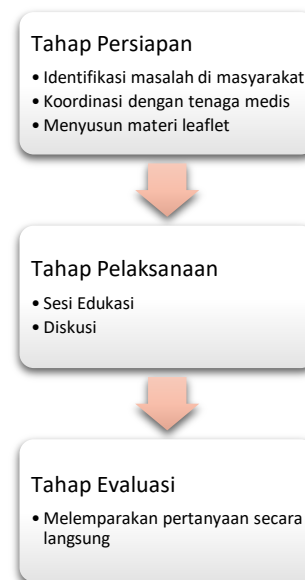 Tahap Persiapan
• Identifikasi masalah di masyarakat
• Koordinasi dengan tenaga medis
• Menyusun materi leaflet
Tahap Pelaksanaan
• Sesi Edukasi
• Diskusi
Tahap Evaluasi
• Melemparakan pertanyaan secara
langsung